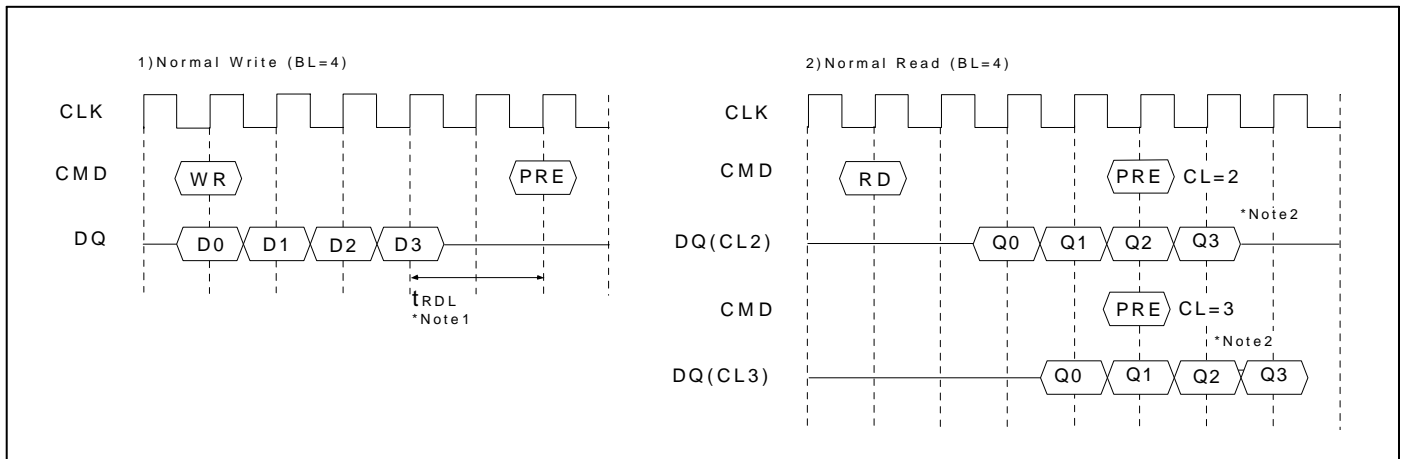 1)Normal Write (BL=4)
CLK
CMD
WR
PRE
DQ
D0
D1
D2
D3
tRDL
*Note1
2)Normal Read (BL=4)
CLK
CMD
RD
PRE
CL=2
*Note2
DQ(CL2)
Q0
Q1
Q2
Q3
CMD
PRE
CL=3
*Note2
DQ(CL3)
Q0
Q1
Q2
Q3